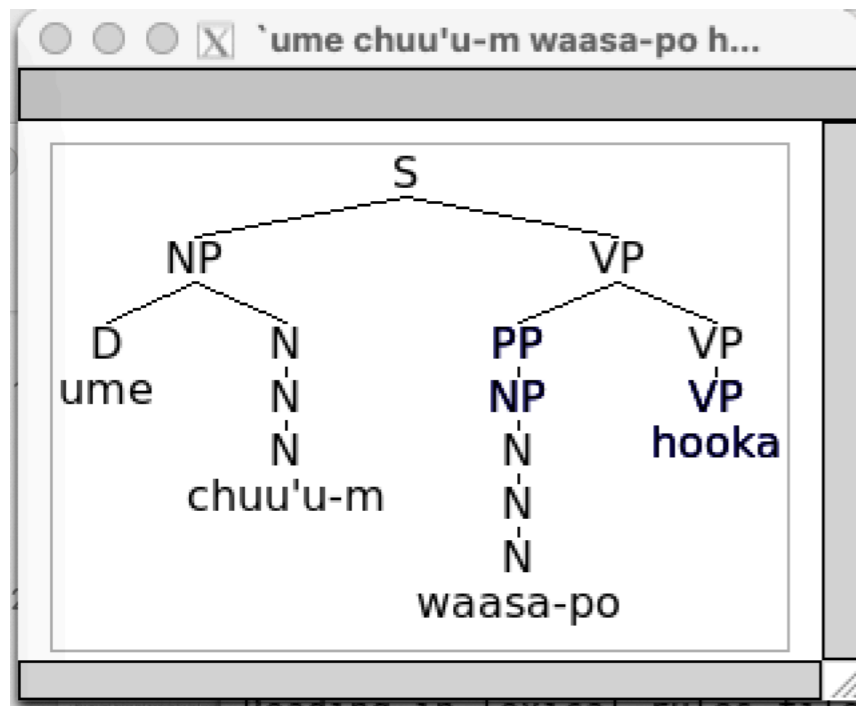 X `ume chuu'u-m waasa-po h...
S
NP VP
D N PP VP
ume N NP VP
N N hooka
chuu'u-m N
N
waasa-po